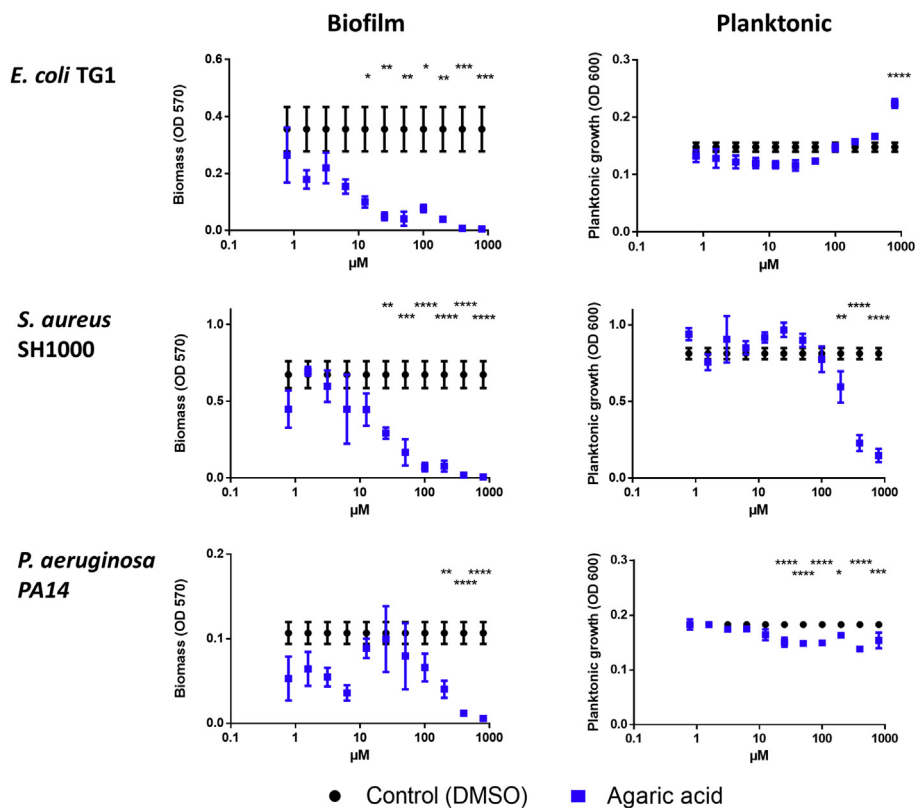 Biofilm Planktonic
E. coli TG1
0.6
0.4
0.2
0.0
Biomass (OD 570)
* ** ** * ** *** ***
0.1 1 10 100 1000
µM
0.3
0.2
0.1
0.0
Planktonic growth (OD 600)
****
0.1 1 10 100 1000
µM
S. aureus
SH1000
1.0
0.5
0.0
Biomass (OD 570)
** *** **** **** **** ****
0.1 1 10 100 1000
µM
1.0
0.5
0.0
Planktonic growth (OD 600)
** **** ****
0.1 1 10 100 1000
µM
P. aeruginosa
PA14
0.2
0.1
0.0
Biomass (OD 570)
** **** ****
0.1 1 10 100 1000
µM
0.3
0.2
0.1
0.0
Planktonic growth (OD 600)
**** **** **** * **** ***
0.1 1 10 100 1000
µM
Control (DMSO) Agaric acid